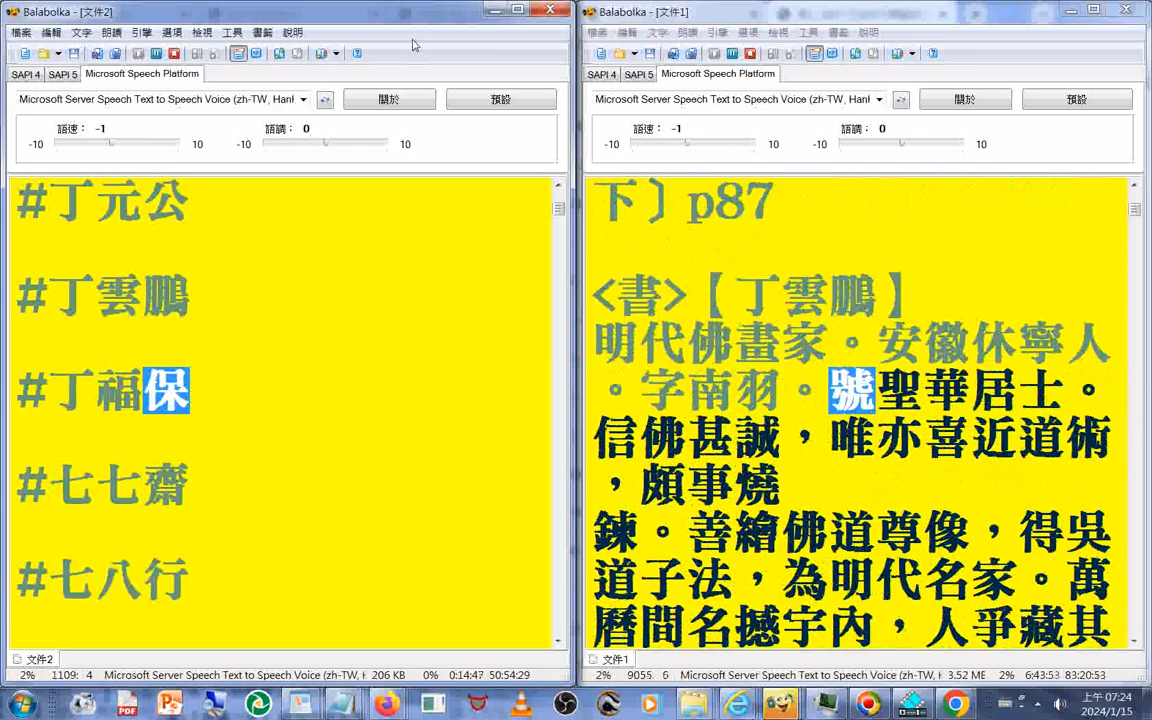 Balabolka - [文件2]
檔案 編輯 文字 朗讀 引擎 選項 檢視 工具 書籤 說明
SAPI 4 SAPI 5 Microsoft Speech Platform
Microsoft Server Speech Text to Speech Voice (zh-TW, Hanl
關於 預設
語速： -1 語調： 0
-10 10 -10 10
#丁元公
#丁雲鵬
#丁福保
#七七齋
#七八行
文件2
2% 1109: 4 Microsoft Server Speech Text to Speech Voice (zh-TW, H 206 KB 0% 0:14:47 50:54:29
Balabolka - [文件1]
檔案 編輯 文字 朗讀 引擎 選項 檢視 工具 書籤 說明
SAPI 4 SAPI 5 Microsoft Speech Platform
Microsoft Server Speech Text to Speech Voice (zh-TW, Hanl
關於 預設
語速： -1 語調： 0
-10 10 -10 10
下〕p87
<書>【丁雲鵬】
明代佛畫家。安徽休寧人
。字南羽。號聖華居士。
信佛甚誠，唯亦喜近道術
，頗事燒
鍊。善繪佛道尊像，得吳
道子法，為明代名家。萬
曆間名撼宇內，人爭藏其
文件1
2% 9055: 6 Microsoft Server Speech Text to Speech Voice (zh-TW, H 3.52 MB 2% 6:43:53 83:20:53
上午 07:24
2024/1/15